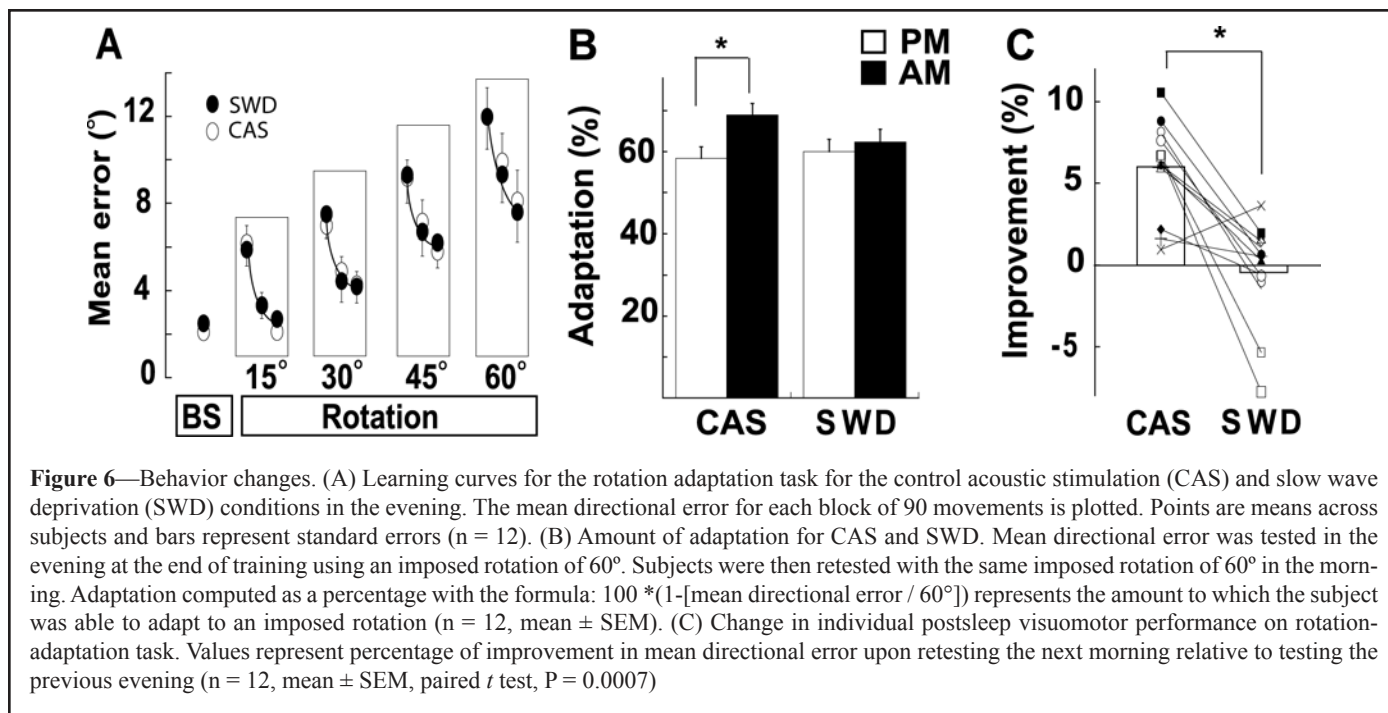 A
B
C
PM
AM
SWD
CAS
*
*
Mean error (°)
12
8
4
0
15° 30° 45° 60°
BS
Rotation
Adaptation (%)
60
40
20
CAS SWD
Improvement (%)
10
5
0
-5
CAS SWD
Figure 6—Behavior changes. (A) Learning curves for the rotation adaptation task for the control acoustic stimulation (CAS) and slow wave
deprivation (SWD) conditions in the evening. The mean directional error for each block of 90 movements is plotted. Points are means across
subjects and bars represent standard errors (n = 12). (B) Amount of adaptation for CAS and SWD. Mean directional error was tested in the
evening at the end of training using an imposed rotation of 60º. Subjects were then retested with the same imposed rotation of 60º in the morn-
ing. Adaptation computed as a percentage with the formula: 100 *(1-[mean directional error / 60°]) represents the amount to which the subject
was able to adapt to an imposed rotation (n = 12, mean ± SEM). (C) Change in individual postsleep visuomotor performance on rotation-
adaptation task. Values represent percentage of improvement in mean directional error upon retesting the next morning relative to testing the
previous evening (n = 12, mean ± SEM, paired t test, P = 0.0007)